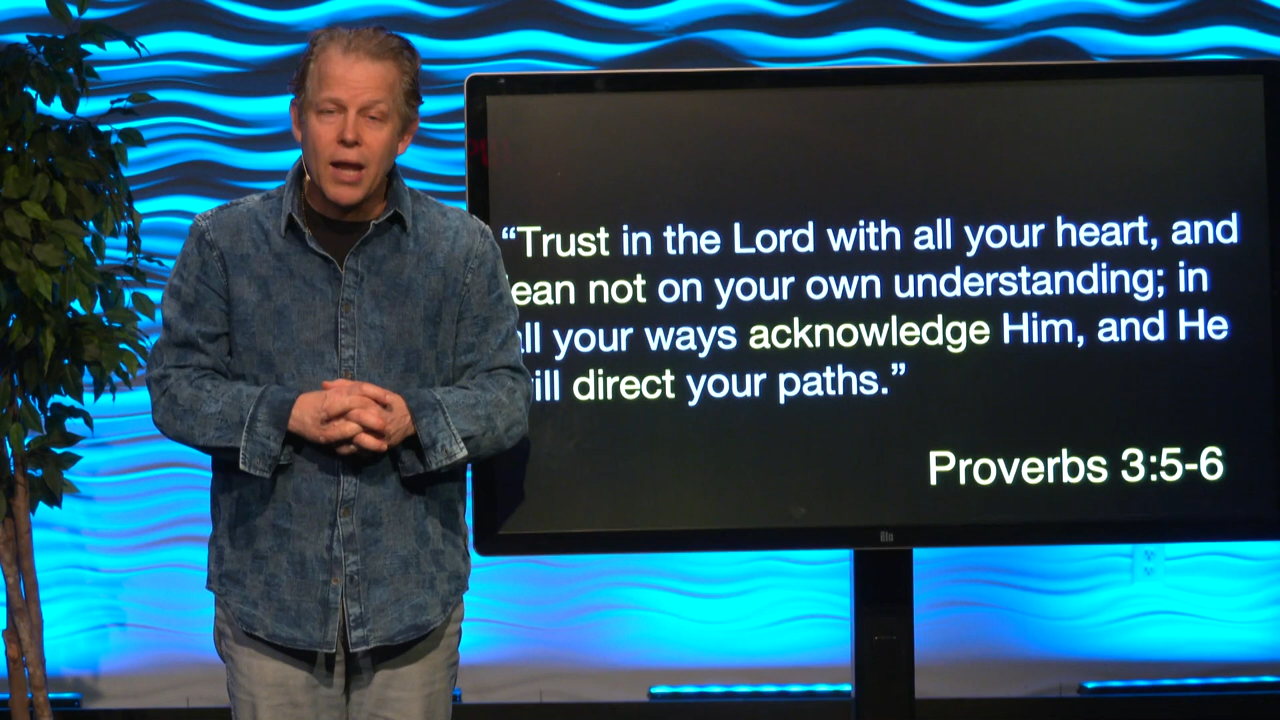 “Trust in the Lord with all your heart, and
ean not on your own understanding; in
ll your ways acknowledge Him, and He
ill direct your paths.”
Proverbs 3:5-6
elo